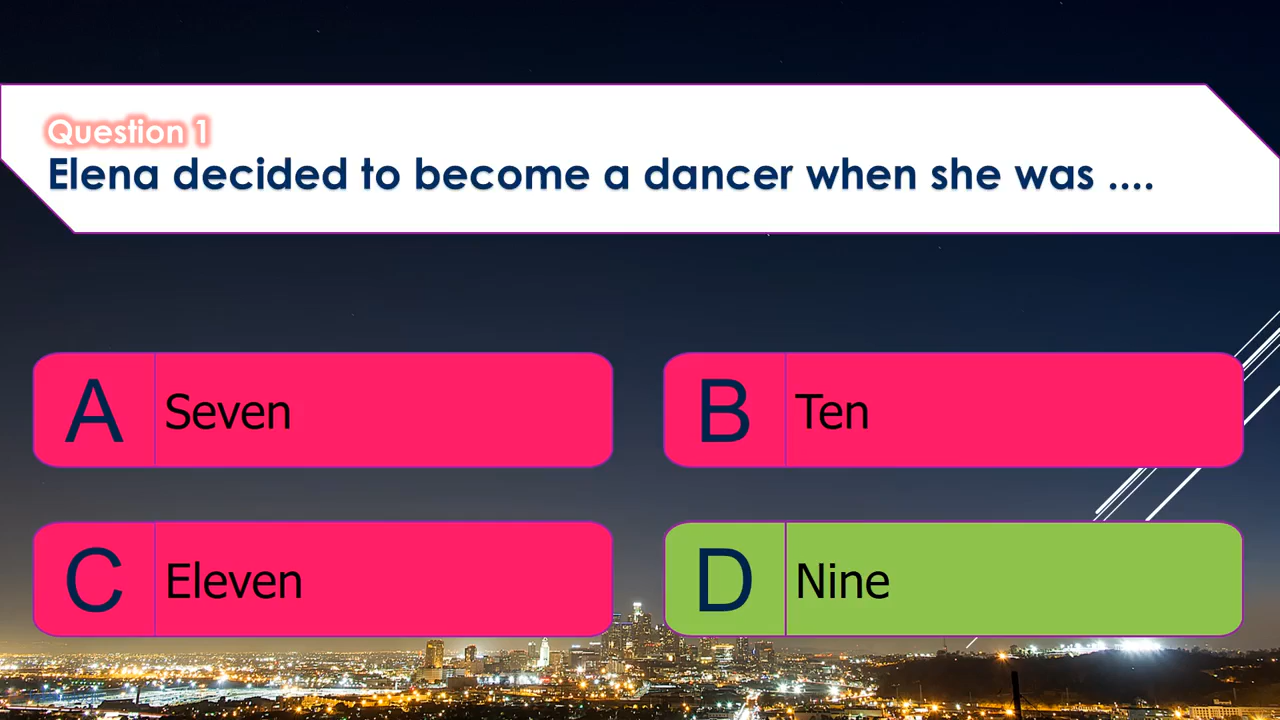 Question 1
Elena decided to become a dancer when she was ....
A Seven
B Ten
C Eleven
D Nine